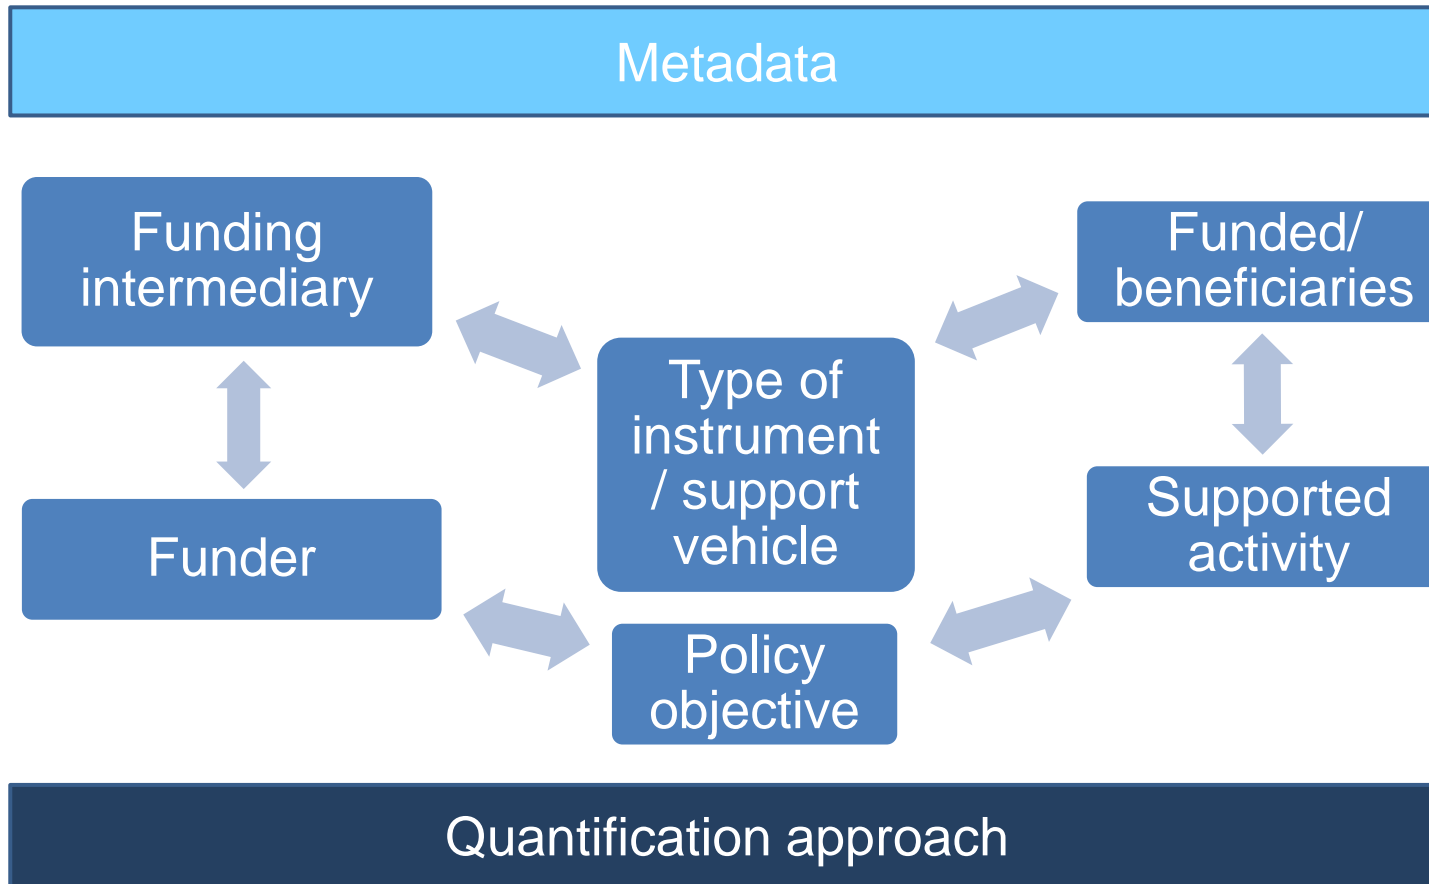 Metadata
Funding
intermediary
Funded/
beneficiaries
Type of
instrument
/ support
vehicle
Funder
Supported
activity
Policy
objective
Quantification approach